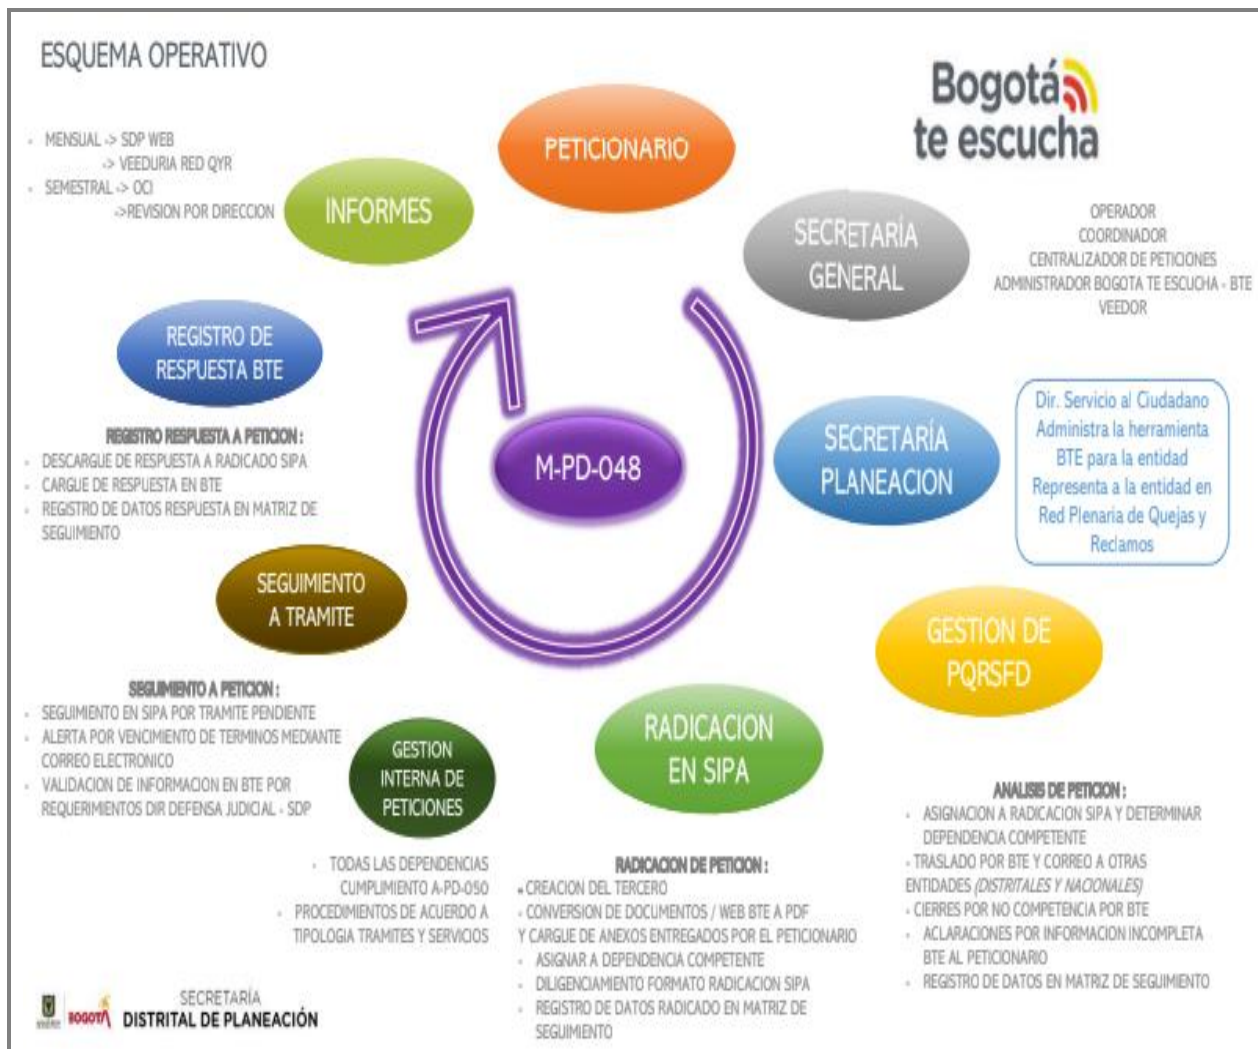 ESQUEMA OPERATIVO
Bogotá
te escucha
- MENSUAL -> SDP WEB
-> VEEDURIA RED QYR
- SEMESTRAL -> OCI
->REVISION POR DIRECCION
INFORMES
PETICIONARIO
SECRETARÍA
GENERAL
OPERADOR
COORDINADOR
CENTRALIZADOR DE PETICIONES
ADMINISTRADOR BOGOTA TE ESCUCHA - BTE
VEEDOR
REGISTRO DE
RESPUESTA BTE
REGISTRO RESPUESTA A PETICION :
- DESCARGUE DE RESPUESTA A RADICADO SIPA
- CARGUE DE RESPUESTA EN BTE
- REGISTRO DE DATOS RESPUESTA EN MATRIZ DE
SEGUIMIENTO
M-PD-048
SECRETARÍA
PLANEACION
Dir. Servicio al Ciudadano
Administra la herramienta
BTE para la entidad
Representa a la entidad en
Red Plenaria de Quejas y
Reclamos
SEGUIMIENTO
A TRAMITE
SEGUIMIENTO A PETICION :
- SEGUIMIENTO EN SIPA POR TRAMITE PENDIENTE
- ALERTA POR VENCIMIENTO DE TERMINOS MEDIANTE
CORREO ELECTRONICO
- VALIDACION DE INFORMACION EN BTE POR
REQUERIMIENTOS DIR DEFENSA JUDICIAL - SDP
GESTION DE
PQRSFD
GESTION
INTERNA DE
PETICIONES
- TODAS LAS DEPENDENCIAS
CUMPLIMIENTO A-PD-050
- PROCEDIMIENTOS DE ACUERDO A
TIPOLOGIA TRAMITES Y SERVICIOS
RADICACION
EN SIPA
RADICACION DE PETICION :
- CREACION DEL TERCERO
- CONVERSION DE DOCUMENTOS / WEB BTE A PDF
Y CARGUE DE ANEXOS ENTREGADOS POR EL PETICIONARIO
- ASIGNAR A DEPENDENCIA COMPETENTE
- DILIGENCIAMIENTO FORMATO RADICACION SIPA
- REGISTRO DE DATOS RADICADO EN MATRIZ DE
SEGUIMIENTO
ANALISIS DE PETICION :
- ASIGNACION A RADICACION SIPA Y DETERMINAR
DEPENDENCIA COMPETENTE
- TRASLADO POR BTE Y CORREO A OTRAS
ENTIDADES (DISTRITALES Y NACIONALES)
- CIERRES POR NO COMPETENCIA POR BTE
- ACLARACIONES POR INFORMACION INCOMPLETA
BTE AL PETICIONARIO
- REGISTRO DE DATOS EN MATRIZ DE SEGUIMIENTO
BOGOTÁ
SECRETARÍA
DISTRITAL DE PLANEACIÓN